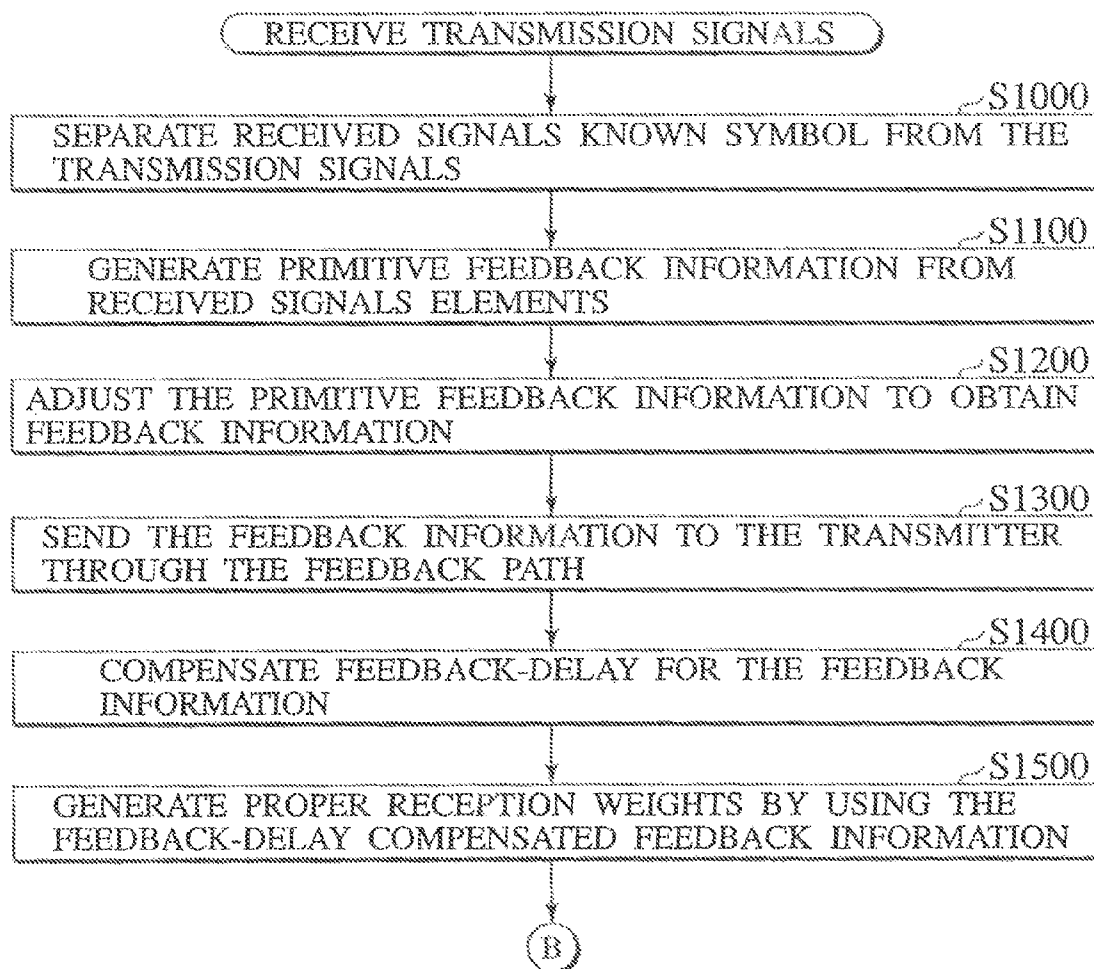 RECEIVE TRANSMISSION SIGNALS
S1000
SEPARATE RECEIVED SIGNALS KNOWN SYMBOL FROM THE
TRANSMISSION SIGNALS
S1100
GENERATE PRIMITIVE FEEDBACK INFORMATION FROM
RECEIVED SIGNALS ELEMENTS
S1200
ADJUST THE PRIMITIVE FEEDBACK INFORMATION TO OBTAIN
FEEDBACK INFORMATION
S1300
SEND THE FEEDBACK INFORMATION TO THE TRANSMITTER
THROUGH THE FEEDBACK PATH
S1400
COMPENSATE FEEDBACK-DELAY FOR THE FEEDBACK
INFORMATION
S1500
GENERATE PROPER RECEPTION WEIGHTS BY USING THE
FEEDBACK-DELAY COMPENSATED FEEDBACK INFORMATION
B